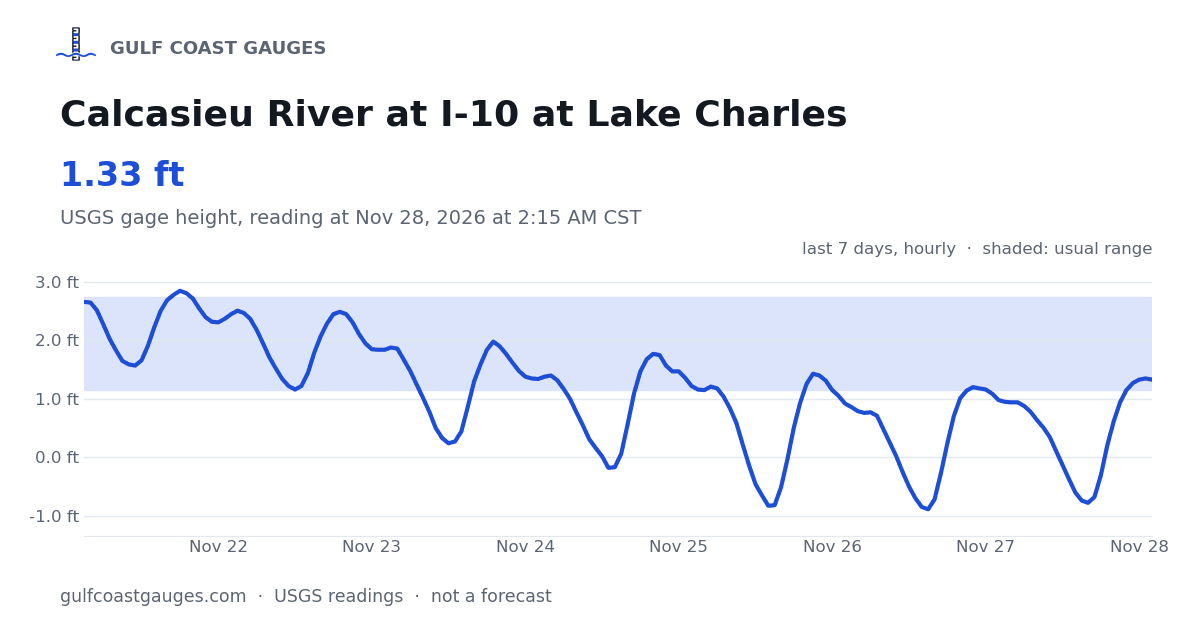 GULF COAST GAUGES
Calcasieu River at I-10 at Lake Charles
1.33 ft
USGS gage height, reading at Nov 28, 2026 at 2:15 AM CST
last 7 days, hourly · shaded: usual range
3.0 ft
2.0 ft
1.0 ft
0.0 ft
-1.0 ft
Nov 22 Nov 23 Nov 24 Nov 25 Nov 26 Nov 27 Nov 28
gulfcoastgauges.com · USGS readings · not a forecast